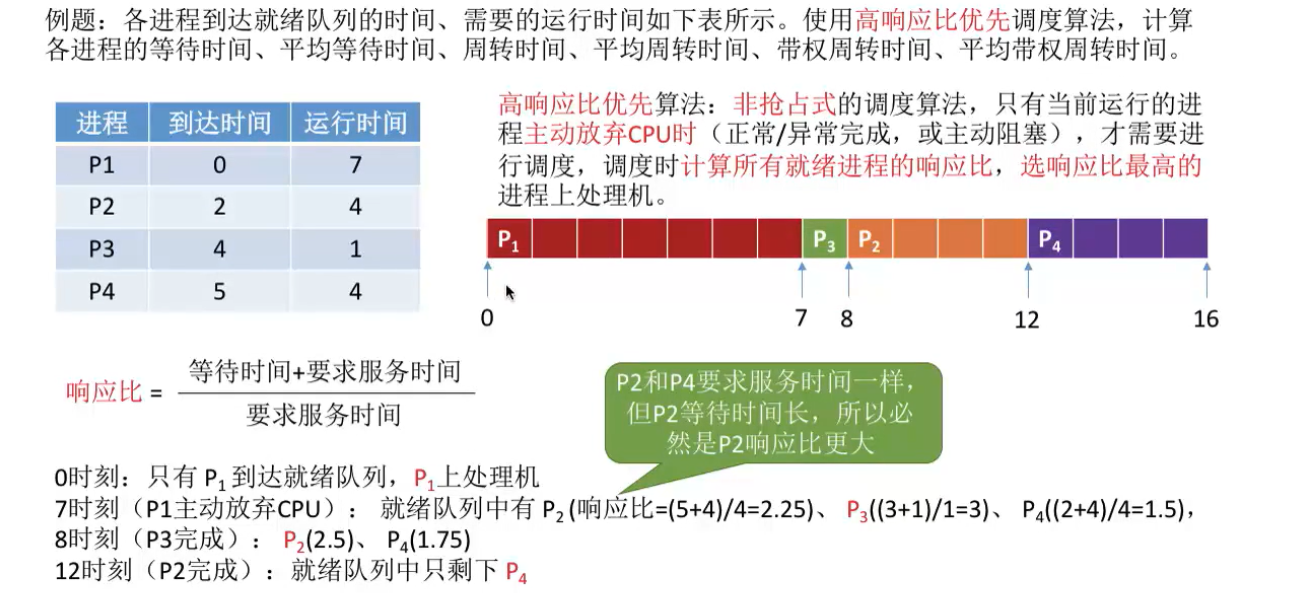 例题：各进程到达就绪队列的时间、需要的运行时间如下表所示。使用高响应比优先调度算法，计算
各进程的等待时间、平均等待时间、周转时间、平均周转时间、带权周转时间、平均带权周转时间。
进程 到达时间 运行时间
P1 0 7
P2 2 4
P3 4 1
P4 5 4
高响应比优先算法：非抢占式的调度算法，只有当前运行的进
程主动放弃CPU时（正常/异常完成，或主动阻塞），才需要进
行调度，调度时计算所有就绪进程的响应比，选响应比最高的
进程上处理机。
P₁ P₃ P₂ P₄
0 7 8 12 16
响应比 =
等待时间+要求服务时间
要求服务时间
P2和P4要求服务时间一样，
但P2等待时间长，所以必
然是P2响应比更大
0时刻：只有 P₁ 到达就绪队列，P₁上处理机
7时刻（P1主动放弃CPU）： 就绪队列中有 P₂ (响应比=(5+4)/4=2.25)、 P₃((3+1)/1=3)、 P₄((2+4)/4=1.5)，
8时刻（P3完成）： P₂(2.5)、 P₄(1.75)
12时刻（P2完成）：就绪队列中只剩下 P₄